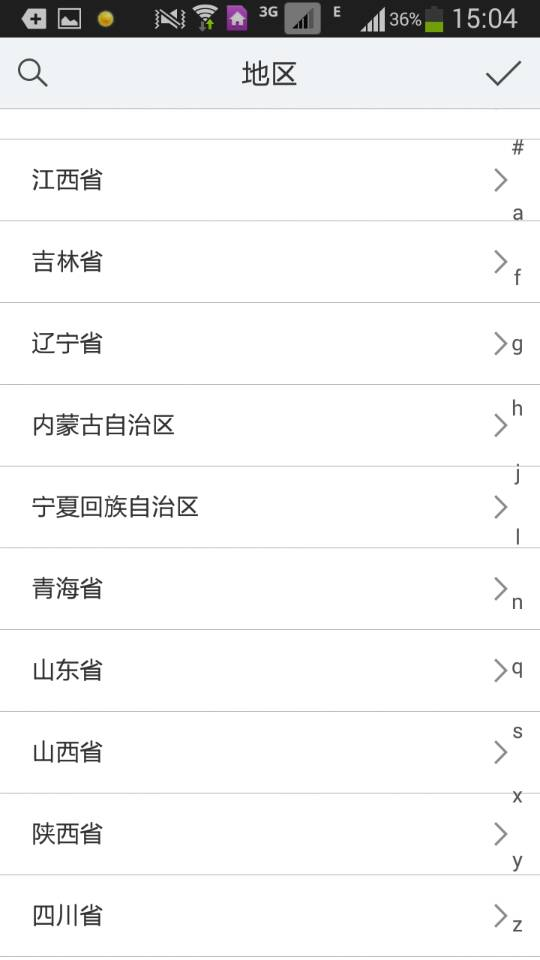 3G E 36% 15:04
地区
#
江西省
a
吉林省
f
辽宁省 g
h
内蒙古自治区
j
宁夏回族自治区
l
青海省
n
山东省 q
s
山西省
x
陕西省
y
四川省 z